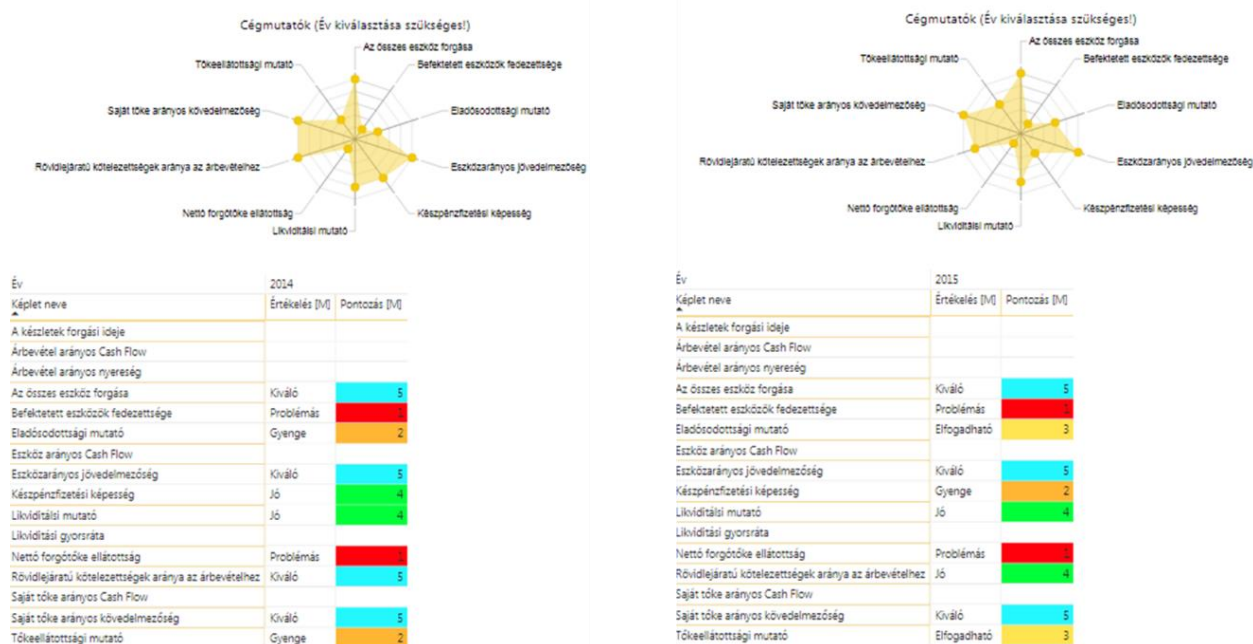 Cégmutatók (Év kiválasztása szükséges!)
Az összes eszköz forgása
Tőkeellátottsági mutató
Befektetett eszközök fedezettsége
Saját tőke arányos kövedelmezőség
Eladósodottsági mutató
Rövidlejáratú kötelezettségek aránya az árbevételhez
Eszközarányos jövedelmezőség
Nettó forgótőke ellátottság
Készpénzfizetési képesség
Likviditálsi mutató
Év 2014
Képlet neve Értékelés [M] Pontozás [M]
A készletek forgási ideje
Árbevétel arányos Cash Flow
Árbevétel arányos nyereség
Az összes eszköz forgása Kiváló 5
Befektetett eszközök fedezettsége Problémás 1
Eladósodottsági mutató Gyenge 2
Eszköz arányos Cash Flow
Eszközarányos jövedelmezőség Kiváló 5
Készpénzfizetési képesség Jó 4
Likviditálsi mutató Jó 4
Likviditási gyorsráta
Nettó forgótőke ellátottság Problémás 1
Rövidlejáratú kötelezettségek aránya az árbevételhez Kiváló 5
Saját tőke arányos Cash Flow
Saját tőke arányos kövedelmezőség Kiváló 5
Tőkeellátottsági mutató Gyenge 2
Cégmutatók (Év kiválasztása szükséges!)
Az összes eszköz forgása
Tőkeellátottsági mutató
Befektetett eszközök fedezettsége
Saját tőke arányos kövedelmezőség
Eladósodottsági mutató
Rövidlejáratú kötelezettségek aránya az árbevételhez
Eszközarányos jövedelmezőség
Nettó forgótőke ellátottság
Készpénzfizetési képesség
Likviditálsi mutató
Év 2015
Képlet neve Értékelés [M] Pontozás [M]
A készletek forgási ideje
Árbevétel arányos Cash Flow
Árbevétel arányos nyereség
Az összes eszköz forgása Kiváló 5
Befektetett eszközök fedezettsége Problémás 1
Eladósodottsági mutató Elfogadható 3
Eszköz arányos Cash Flow
Eszközarányos jövedelmezőség Kiváló 5
Készpénzfizetési képesség Gyenge 2
Likviditálsi mutató Jó 4
Likviditási gyorsráta
Nettó forgótőke ellátottság Problémás 1
Rövidlejáratú kötelezettségek aránya az árbevételhez Jó 4
Saját tőke arányos Cash Flow
Saját tőke arányos kövedelmezőség Kiváló 5
Tőkeellátottsági mutató Elfogadható 3